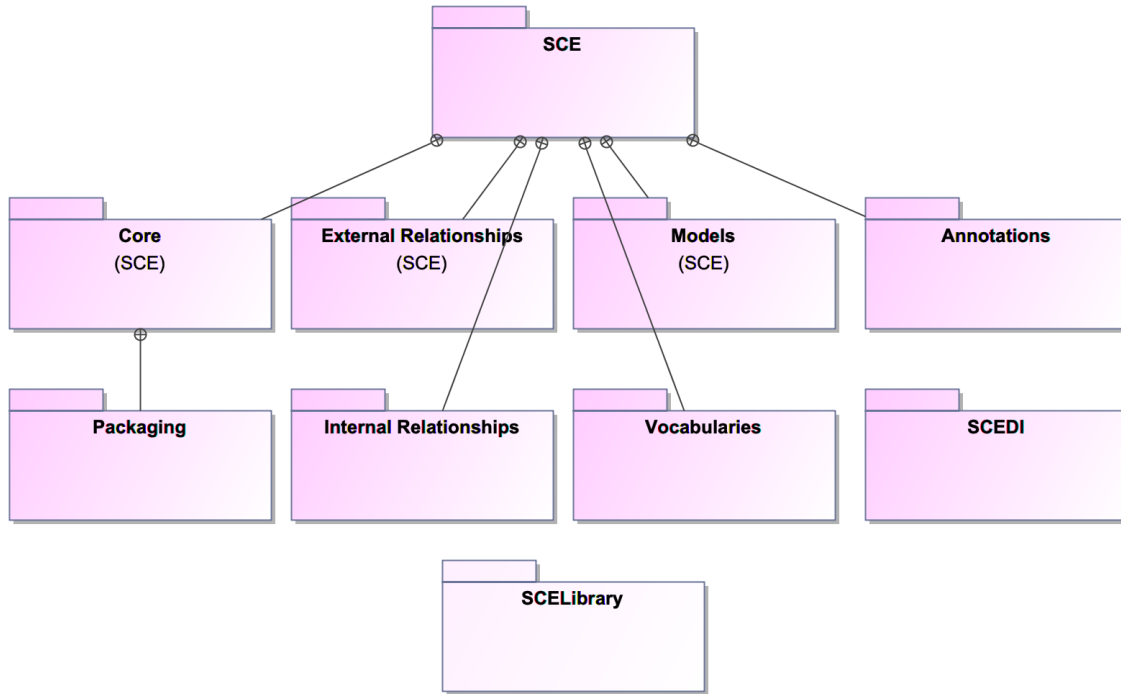 SCE
Core
(SCE)
External Relationships
(SCE)
Models
(SCE)
Annotations
Packaging
Internal Relationships
Vocabularies
SCEDI
SCELibrary